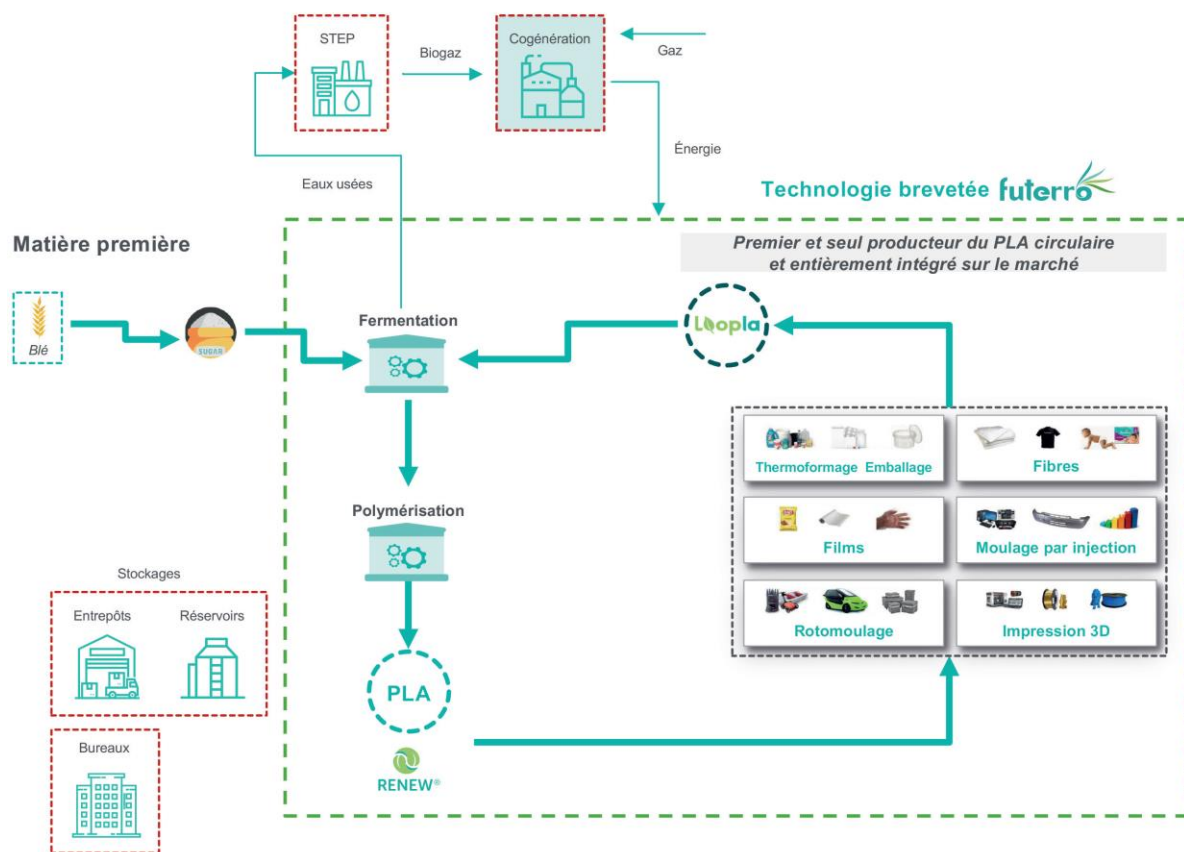 STEP
Biogaz
Cogénération
Gaz
Énergie
Eaux usées
Technologie brevetée futerro
Matière première
Premier et seul producteur du PLA circulaire
et entièrement intégré sur le marché
Blé
SUGAR
Fermentation
Loopla
Thermoformage Emballage
Fibres
Polymérisation
Films
Moulage par injection
Stockages
Entrepôts
Réservoirs
Rotomoulage
Impression 3D
PLA
RENEW®
Bureaux